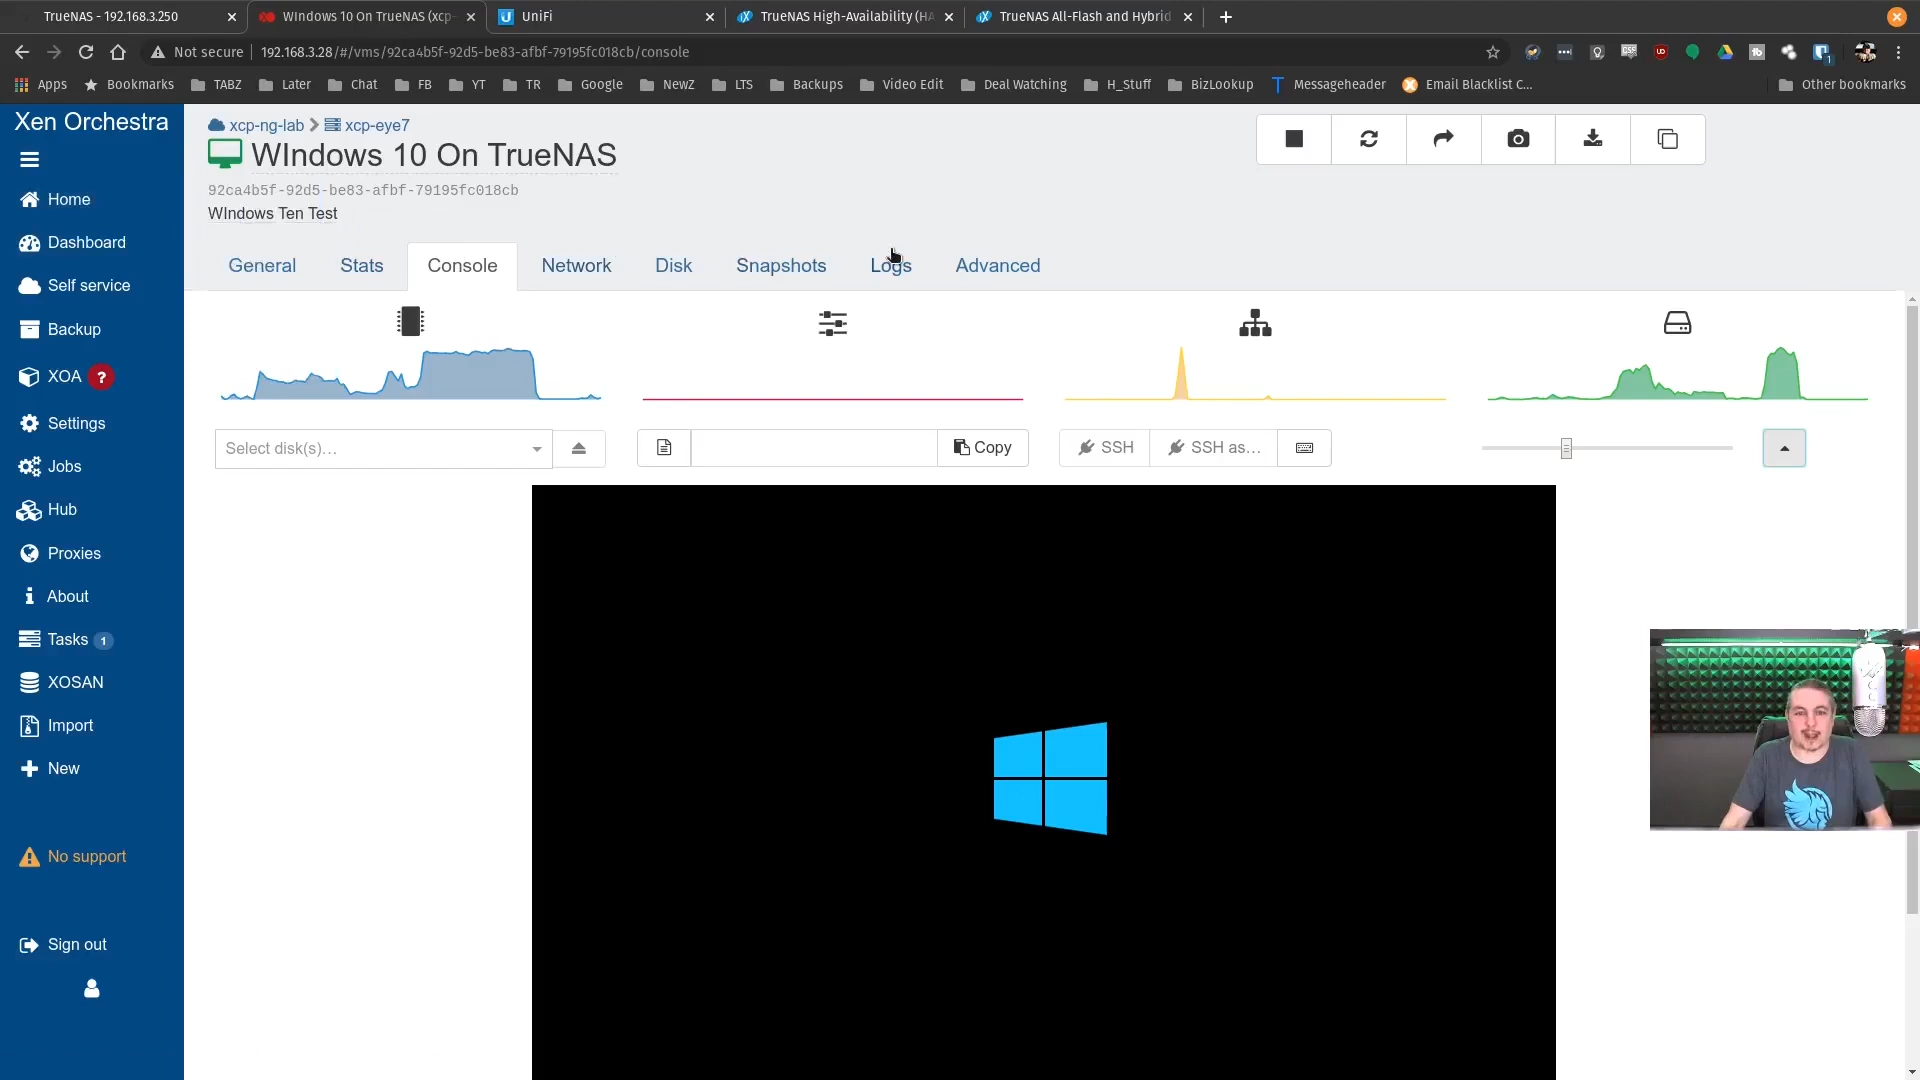 TrueNAS - 192.168.3.250
WIndows 10 On TrueNAS (xcp-
UniFi
TrueNAS High-Availability (HA
TrueNAS All-Flash and Hybrid
Not secure
192.168.3.28/#/vms/92ca4b5f-92d5-be83-afbf-79195fc018cb/console
Apps
Bookmarks
TABZ
Later
Chat
FB
YT
TR
Google
NewZ
LTS
Backups
Video Edit
Deal Watching
H_Stuff
BizLookup
Messageheader
Email Blacklist C...
Other bookmarks
Xen Orchestra
Home
Dashboard
Self service
Backup
XOA ?
Settings
Jobs
Hub
Proxies
About
Tasks 1
XOSAN
Import
New
No support
Sign out
xcp-ng-lab
xcp-eye7
WIndows 10 On TrueNAS
92ca4b5f-92d5-be83-afbf-79195fc018cb
WIndows Ten Test
General
Stats
Console
Network
Disk
Snapshots
Logs
Advanced
Select disk(s)...
Copy
SSH
SSH as...